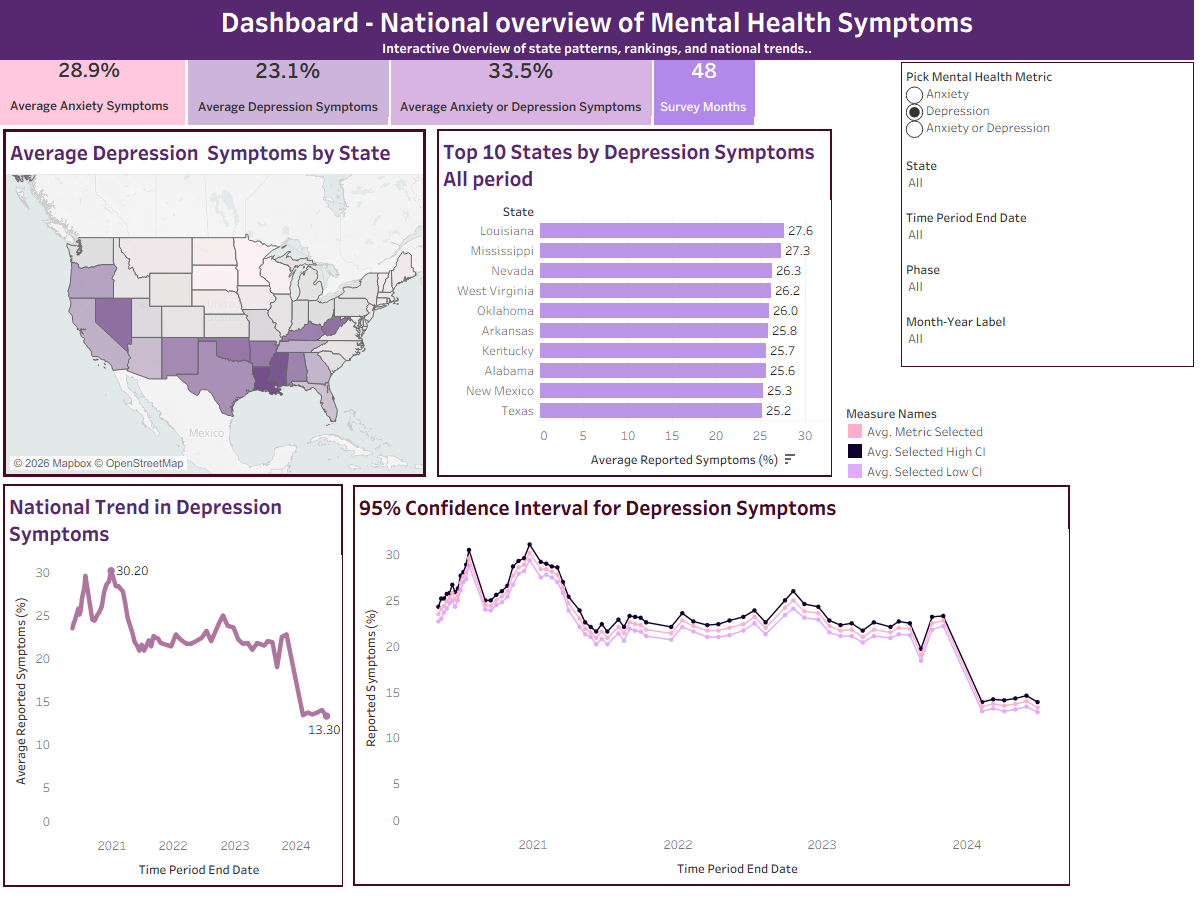 Dashboard - National overview of Mental Health Symptoms
Interactive Overview of state patterns, rankings, and national trends..
28.9%
Average Anxiety Symptoms
23.1%
Average Depression Symptoms
33.5%
Average Anxiety or Depression Symptoms
48
Survey Months
Pick Mental Health Metric
Anxiety
Depression
Anxiety or Depression
State
All
Time Period End Date
All
Phase
All
Month-Year Label
All
Average Depression  Symptoms by State
Mexico
© 2026 Mapbox © OpenStreetMap
Top 10 States by Depression Symptoms
All period
State
Louisiana 27.6
Mississippi 27.3
Nevada 26.3
West Virginia 26.2
Oklahoma 26.0
Arkansas 25.8
Kentucky 25.7
Alabama 25.6
New Mexico 25.3
Texas 25.2
0 5 10 15 20 25 30
Average Reported Symptoms (%)
Measure Names
Avg. Metric Selected
Avg. Selected High CI
Avg. Selected Low CI
National Trend in Depression
Symptoms
Average Reported Symptoms (%)
30
25
20
15
10
5
0
30.20
13.30
2021 2022 2023 2024
Time Period End Date
95% Confidence Interval for Depression Symptoms
Reported Symptoms (%)
30
25
20
15
10
5
0
2021 2022 2023 2024
Time Period End Date